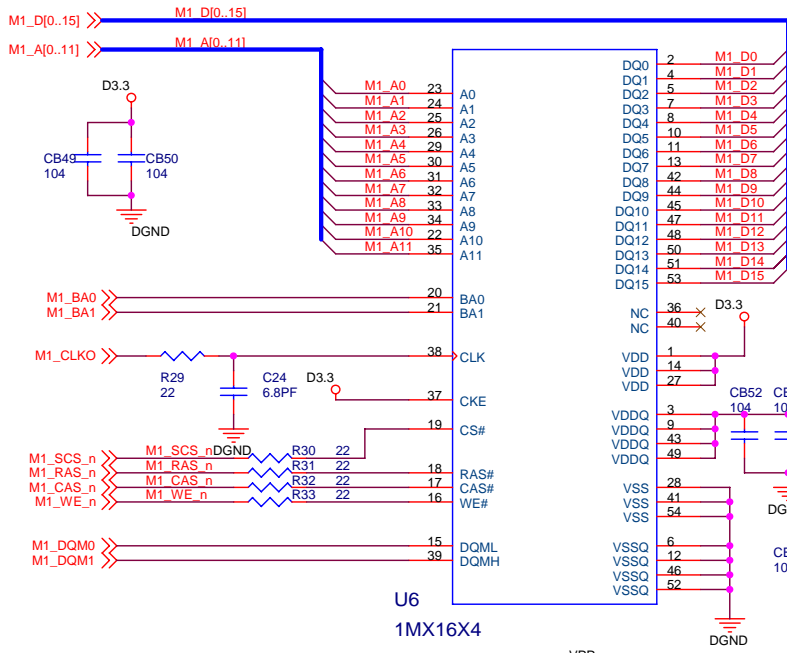 M1_D[0..15] M1_D[0..15]
M1_A[0..11] M1_A[0..11]
D3.3
CB49 104
CB50 104
DGND
M1_A0 23 A0
M1_A1 24 A1
M1_A2 25 A2
M1_A3 26 A3
M1_A4 29 A4
M1_A5 30 A5
M1_A6 31 A6
M1_A7 32 A7
M1_A8 33 A8
M1_A9 34 A9
M1_A10 22 A10
M1_A11 35 A11
M1_BA0 20 BA0
M1_BA1 21 BA1
M1_CLKO 38 CLK
R29 22
C24 6.8PF
DGND
D3.3 37 CKE
19 CS#
M1_SCS_n M1_SCS_n R30 22
M1_RAS_n M1_RAS_n R31 22 18 RAS#
M1_CAS_n M1_CAS_n R32 22 17 CAS#
M1_WE_n M1_WE_n R33 22 16 WE#
M1_DQM0 15 DQML
M1_DQM1 39 DQMH
DQ0 2 M1_D0
DQ1 4 M1_D1
DQ2 5 M1_D2
DQ3 7 M1_D3
DQ4 8 M1_D4
DQ5 10 M1_D5
DQ6 11 M1_D6
DQ7 13 M1_D7
DQ8 42 M1_D8
DQ9 44 M1_D9
DQ10 45 M1_D10
DQ11 47 M1_D11
DQ12 48 M1_D12
DQ13 50 M1_D13
DQ14 51 M1_D14
DQ15 53 M1_D15
NC 36
NC 40
D3.3
VDD 1
VDD 14
VDD 27
VDDQ 3
VDDQ 9
VDDQ 43
VDDQ 49
CB52 104
VSS 28
VSS 41
VSS 54
VSSQ 6
VSSQ 12
VSSQ 46
VSSQ 52
DGND
U6
1MX16X4